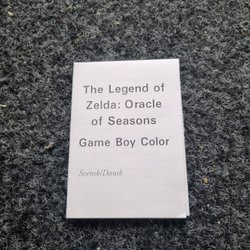 The Legend of
Zelda: Oracle
of Seasons
Game Boy Color
Svensk/Dansk